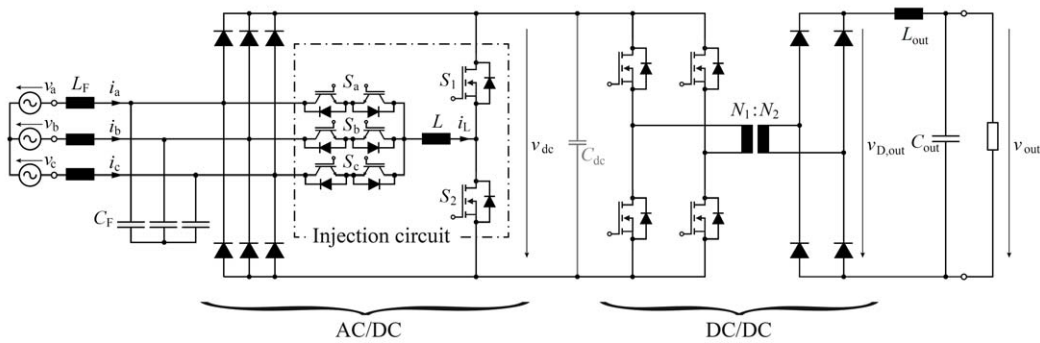 L_out
S_1
S_a
v_a
L_F
i_a
N_1:N_2
v_b
i_b
S_b
L
i_L
v_dc
C_dc
v_D,out
C_out
v_out
v_c
i_c
S_c
S_2
C_F
Injection circuit
AC/DC
DC/DC